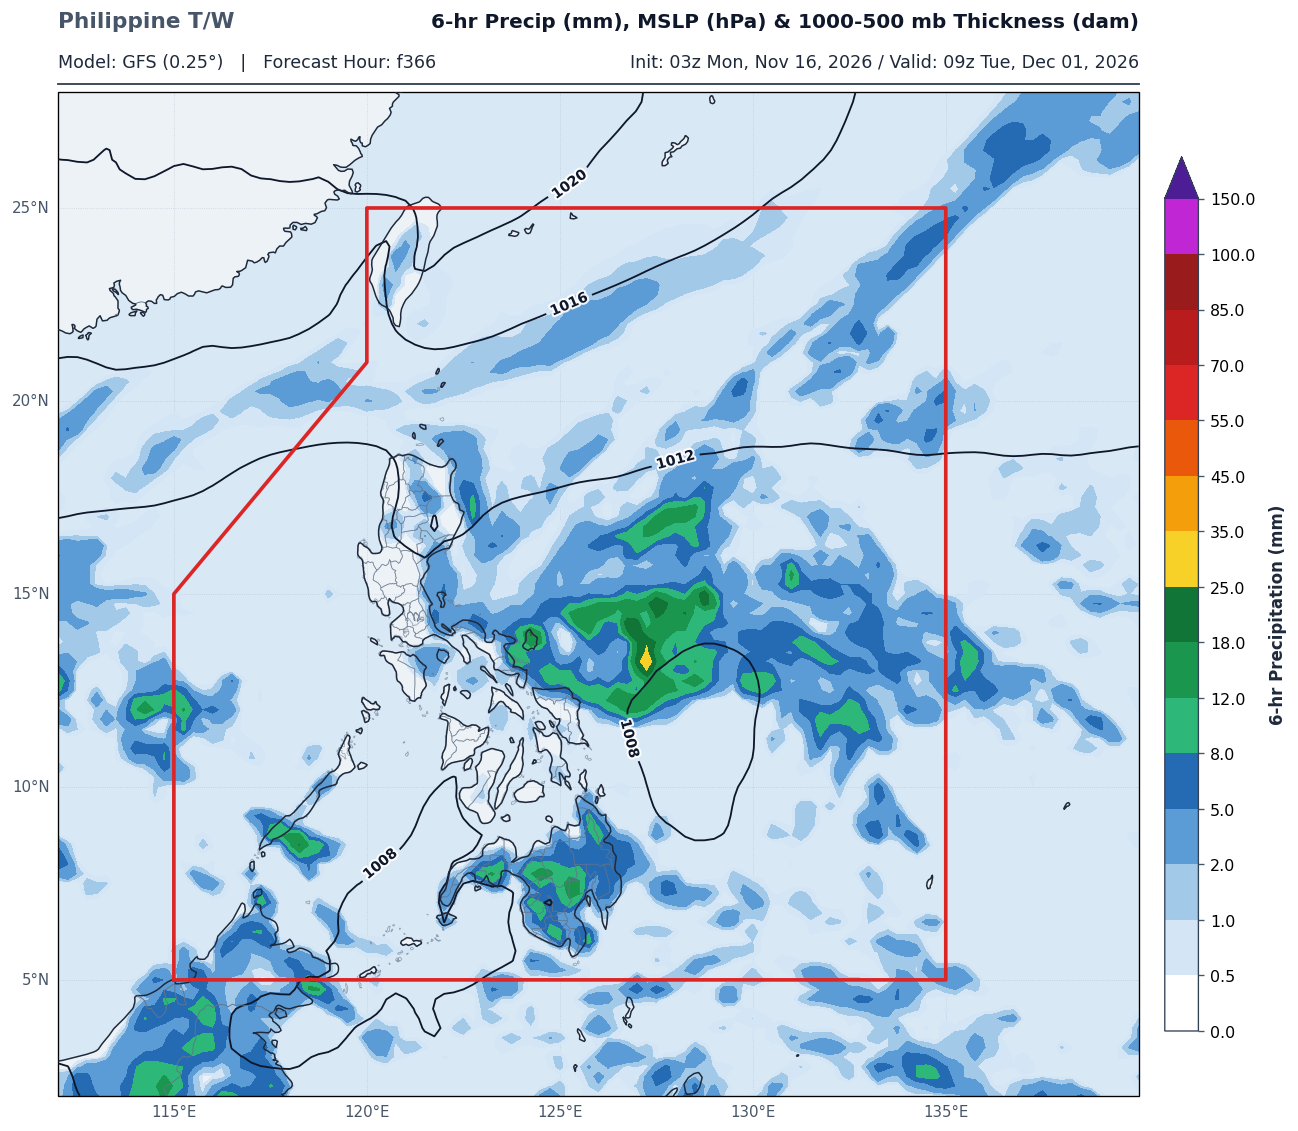 Philippine T/W
6-hr Precip (mm), MSLP (hPa) & 1000-500 mb Thickness (dam)
Model: GFS (0.25°) | Forecast Hour: f366
Init: 03z Mon, Nov 16, 2026 / Valid: 09z Tue, Dec 01, 2026
25°N
20°N
15°N
10°N
5°N
115°E
120°E
125°E
130°E
135°E
1020
1016
1012
1008
1008
150.0
100.0
85.0
70.0
55.0
45.0
35.0
25.0
18.0
12.0
8.0
5.0
2.0
1.0
0.5
0.0
6-hr Precipitation (mm)